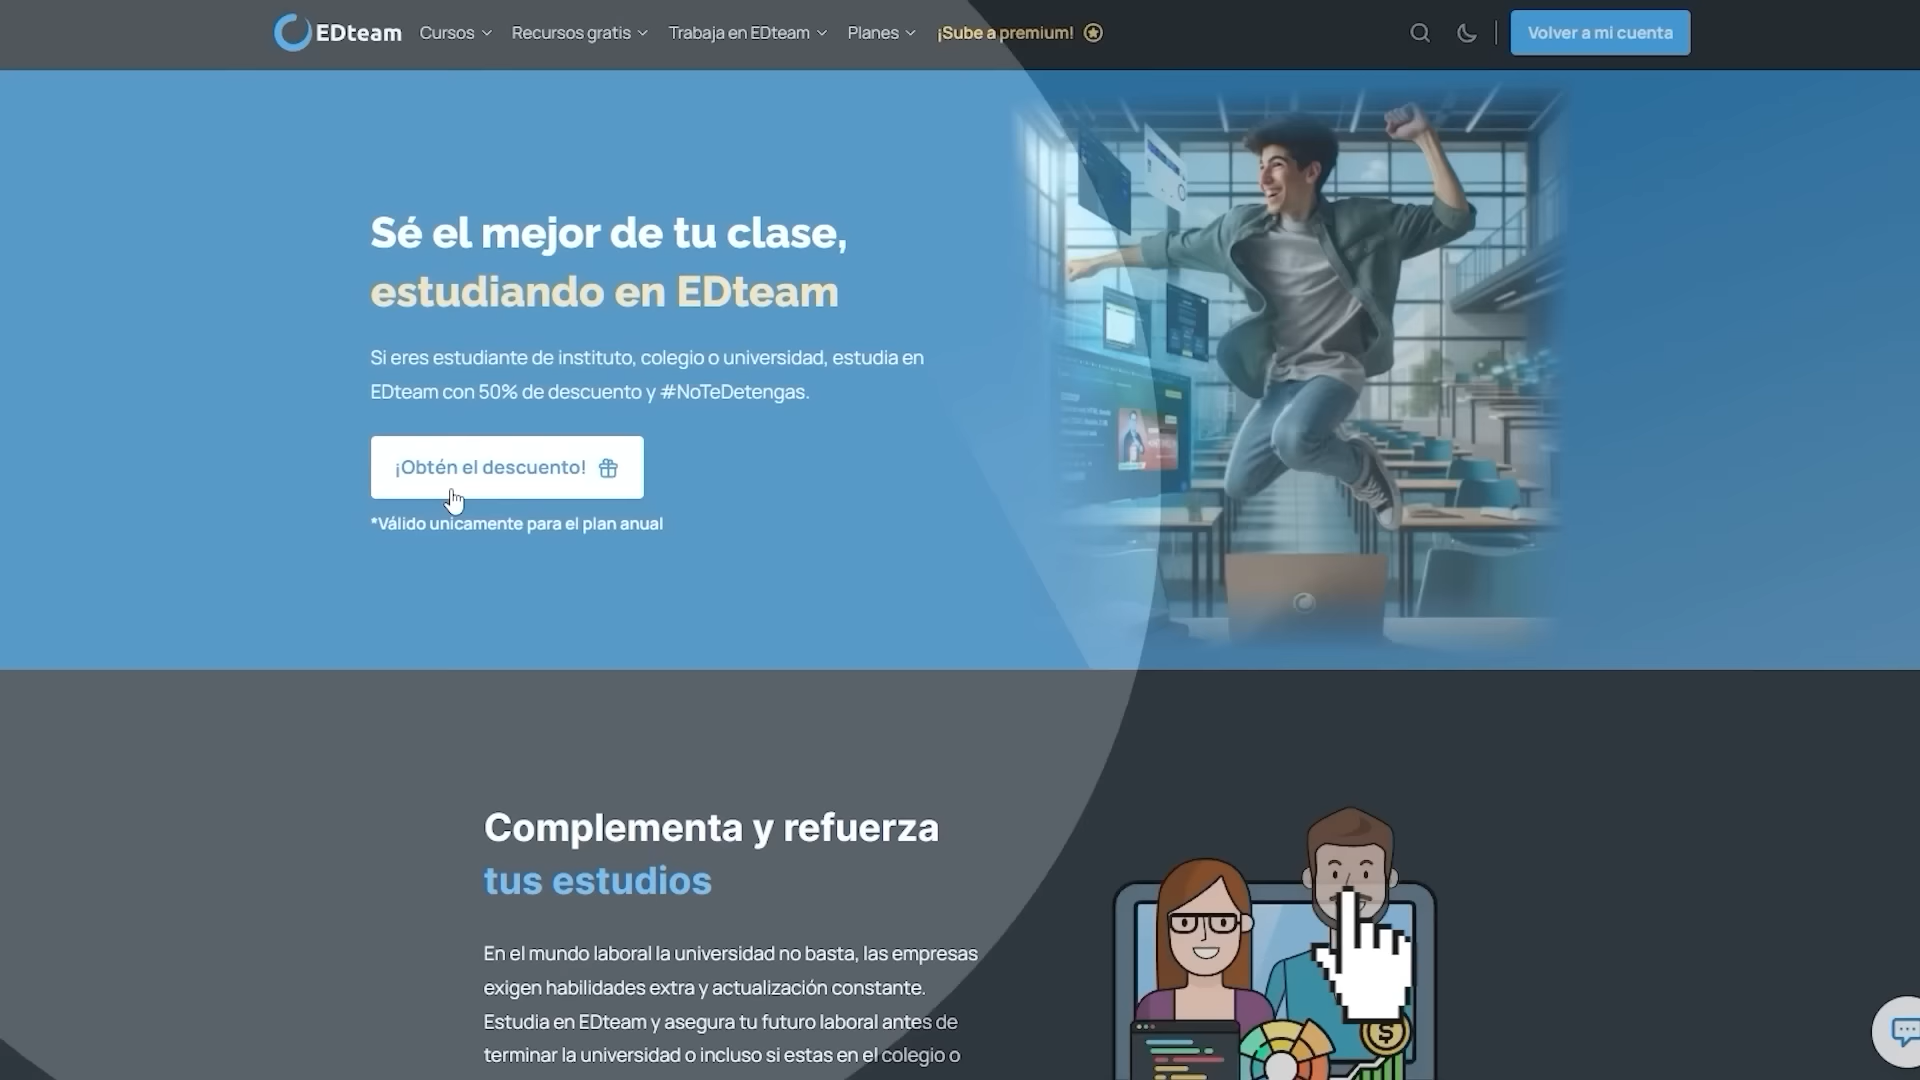 EDteam
Cursos
Recursos gratis
Trabaja en EDteam
Planes
¡Sube a premium!
Volver a mi cuenta
Sé el mejor de tu clase,
estudiando en EDteam
Si eres estudiante de instituto, colegio o universidad, estudia en
EDteam con 50% de descuento y #NoTeDetengas.
¡Obtén el descuento!
*Válido unicamente para el plan anual
Complementa y refuerza
tus estudios
En el mundo laboral la universidad no basta, las empresas
exigen habilidades extra y actualización constante.
Estudia en EDteam y asegura tu futuro laboral antes de
terminar la universidad o incluso si estas en el colegio o
$